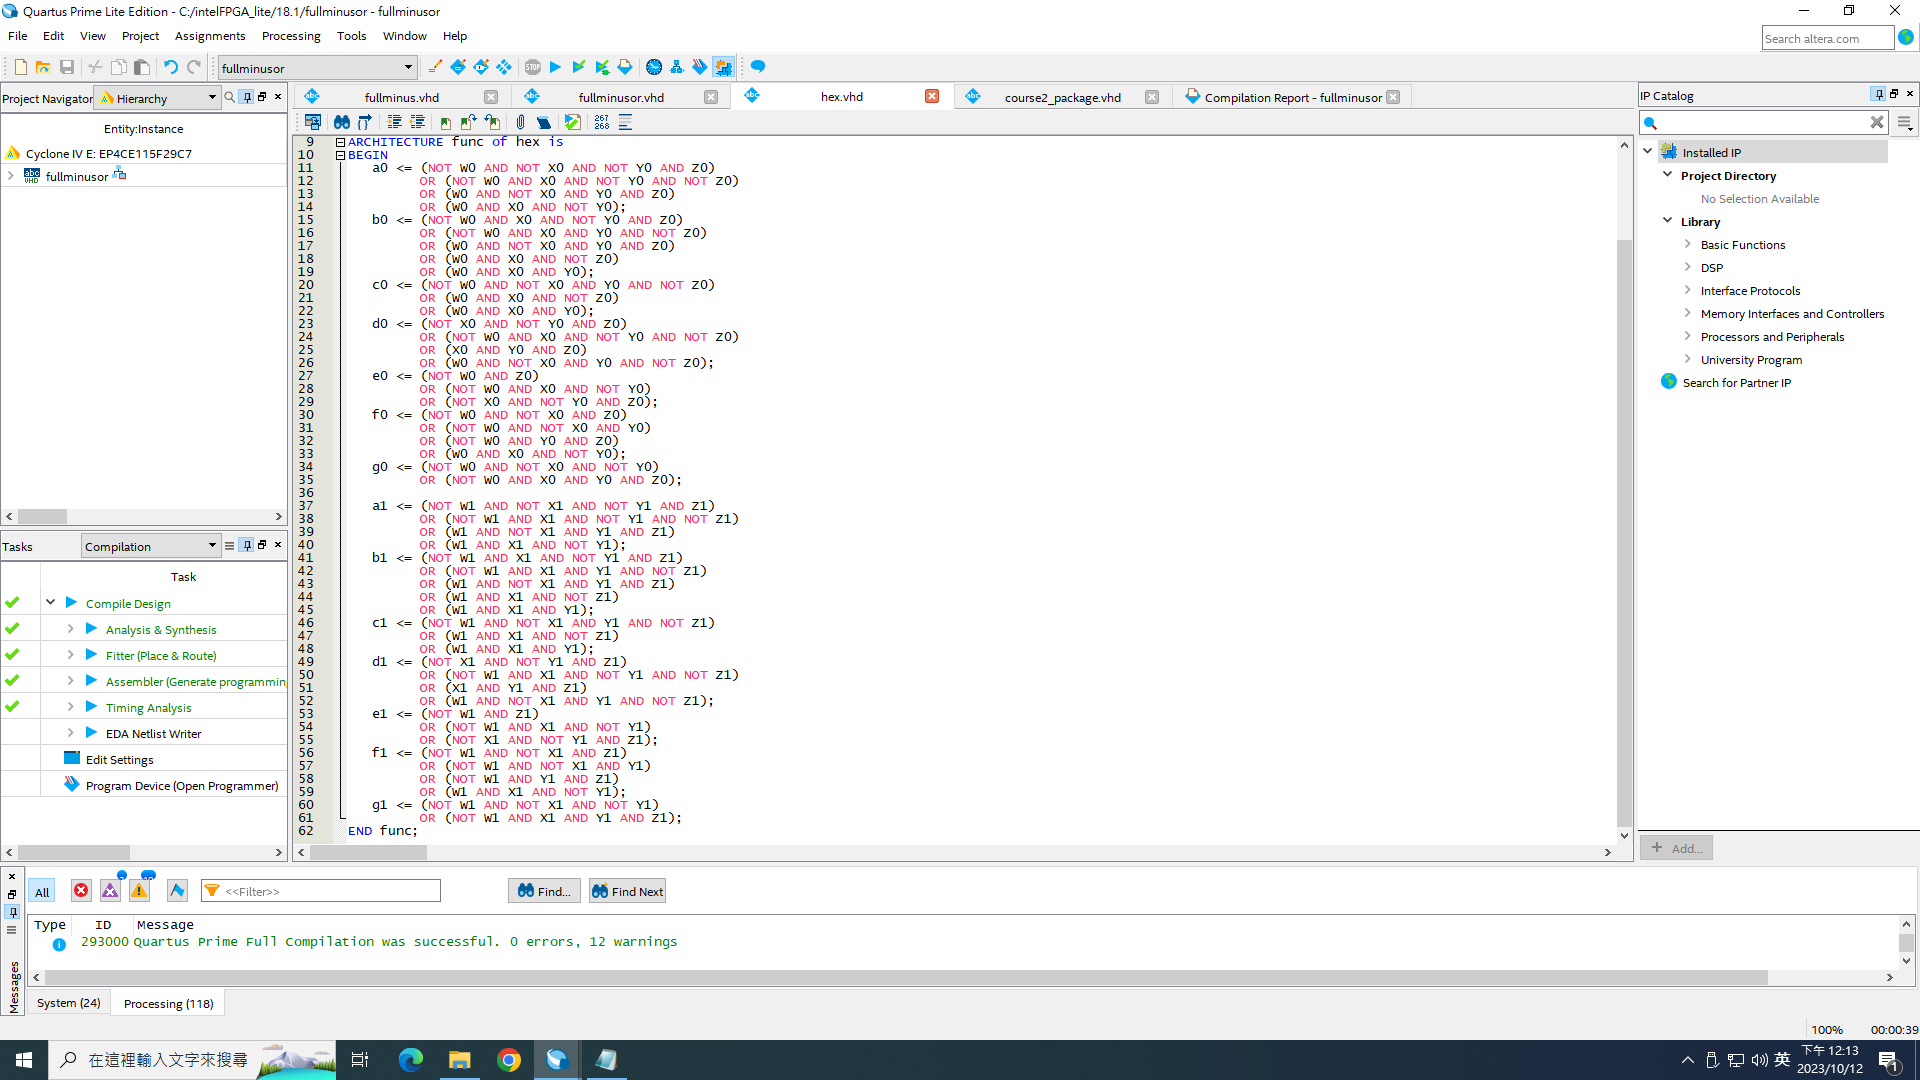 Quartus Prime Lite Edition - C:/intelFPGA_lite/18.1/fullminusor - fullminusor
File Edit View Project Assignments Processing Tools Window Help
Search altera.com
fullminusor
Project Navigator Hierarchy
Entity:Instance
Cyclone IV E: EP4CE115F29C7
fullminusor
Tasks Compilation
Task
Compile Design
Analysis & Synthesis
Fitter (Place & Route)
Assembler (Generate programmin
Timing Analysis
EDA Netlist Writer
Edit Settings
Program Device (Open Programmer)
fullminus.vhd fullminusor.vhd hex.vhd course2_package.vhd Compilation Report - fullminusor
267
268
9 ARCHITECTURE func of hex is
10 BEGIN
11 a0 <= (NOT W0 AND NOT X0 AND NOT Y0 AND Z0)
12 OR (NOT W0 AND X0 AND NOT Y0 AND NOT Z0)
13 OR (W0 AND NOT X0 AND Y0 AND Z0)
14 OR (W0 AND X0 AND NOT Y0);
15 b0 <= (NOT W0 AND X0 AND NOT Y0 AND Z0)
16 OR (NOT W0 AND X0 AND Y0 AND NOT Z0)
17 OR (W0 AND NOT X0 AND Y0 AND Z0)
18 OR (W0 AND X0 AND NOT Z0)
19 OR (W0 AND X0 AND Y0);
20 c0 <= (NOT W0 AND NOT X0 AND Y0 AND NOT Z0)
21 OR (W0 AND X0 AND NOT Z0)
22 OR (W0 AND X0 AND Y0);
23 d0 <= (NOT X0 AND NOT Y0 AND Z0)
24 OR (NOT W0 AND X0 AND NOT Y0 AND NOT Z0)
25 OR (X0 AND Y0 AND Z0)
26 OR (W0 AND NOT X0 AND Y0 AND NOT Z0);
27 e0 <= (NOT W0 AND Z0)
28 OR (NOT W0 AND X0 AND NOT Y0)
29 OR (NOT X0 AND NOT Y0 AND Z0);
30 f0 <= (NOT W0 AND NOT X0 AND Z0)
31 OR (NOT W0 AND NOT X0 AND Y0)
32 OR (NOT W0 AND Y0 AND Z0)
33 OR (W0 AND X0 AND NOT Y0);
34 g0 <= (NOT W0 AND NOT X0 AND NOT Y0)
35 OR (NOT W0 AND X0 AND Y0 AND Z0);
36
37 a1 <= (NOT W1 AND NOT X1 AND NOT Y1 AND Z1)
38 OR (NOT W1 AND X1 AND NOT Y1 AND NOT Z1)
39 OR (W1 AND NOT X1 AND Y1 AND Z1)
40 OR (W1 AND X1 AND NOT Y1);
41 b1 <= (NOT W1 AND X1 AND NOT Y1 AND Z1)
42 OR (NOT W1 AND X1 AND Y1 AND NOT Z1)
43 OR (W1 AND NOT X1 AND Y1 AND Z1)
44 OR (W1 AND X1 AND NOT Z1)
45 OR (W1 AND X1 AND Y1);
46 c1 <= (NOT W1 AND NOT X1 AND Y1 AND NOT Z1)
47 OR (W1 AND X1 AND NOT Z1)
48 OR (W1 AND X1 AND Y1);
49 d1 <= (NOT X1 AND NOT Y1 AND Z1)
50 OR (NOT W1 AND X1 AND NOT Y1 AND NOT Z1)
51 OR (X1 AND Y1 AND Z1)
52 OR (W1 AND NOT X1 AND Y1 AND NOT Z1);
53 e1 <= (NOT W1 AND Z1)
54 OR (NOT W1 AND X1 AND NOT Y1)
55 OR (NOT X1 AND NOT Y1 AND Z1);
56 f1 <= (NOT W1 AND NOT X1 AND Z1)
57 OR (NOT W1 AND NOT X1 AND Y1)
58 OR (NOT W1 AND Y1 AND Z1)
59 OR (W1 AND X1 AND NOT Y1);
60 g1 <= (NOT W1 AND NOT X1 AND NOT Y1)
61 OR (NOT W1 AND X1 AND Y1 AND Z1);
62 END func;
IP Catalog
Installed IP
Project Directory
No Selection Available
Library
Basic Functions
DSP
Interface Protocols
Memory Interfaces and Controllers
Processors and Peripherals
University Program
Search for Partner IP
+ Add...
Messages
All <<Filter>> Find... Find Next
Type ID Message
293000 Quartus Prime Full Compilation was successful. 0 errors, 12 warnings
System (24) Processing (118)
100% 00:00:39
在這裡輸入文字來搜尋
英
下午 12:13
2023/10/12
1